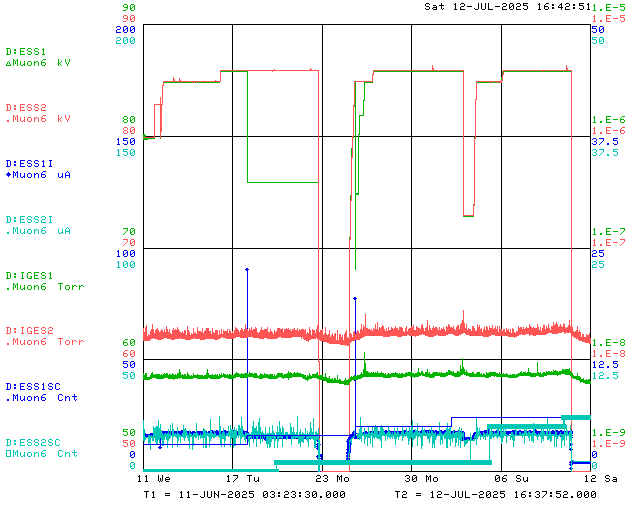 Sat 12-JUL-2025 16:42:51
90 1.E-5
90 1.E-5
200 50
200 50
D:ESS1
Muon6 kV
D:ESS2
.Muon6 kV
80 1.E-6
80 1.E-6
150 37.5
150 37.5
D:ESS1I
Muon6 uA
D:ESS2I
.Muon6 uA
70 1.E-7
70 1.E-7
100 25
100 25
D:IGES1
.Muon6 Torr
D:IGES2
.Muon6 Torr
60 1.E-8
60 1.E-8
50 12.5
50 12.5
D:ESS1SC
.Muon6 Cnt
D:ESS2SC
Muon6 Cnt
50 1.E-9
50 1.E-9
0 0
0 0
11 We 17 Tu 23 Mo 30 Mo 06 Su 12 Sa
T1 = 11-JUN-2025 03:23:30.000 T2 = 12-JUL-2025 16:37:52.000